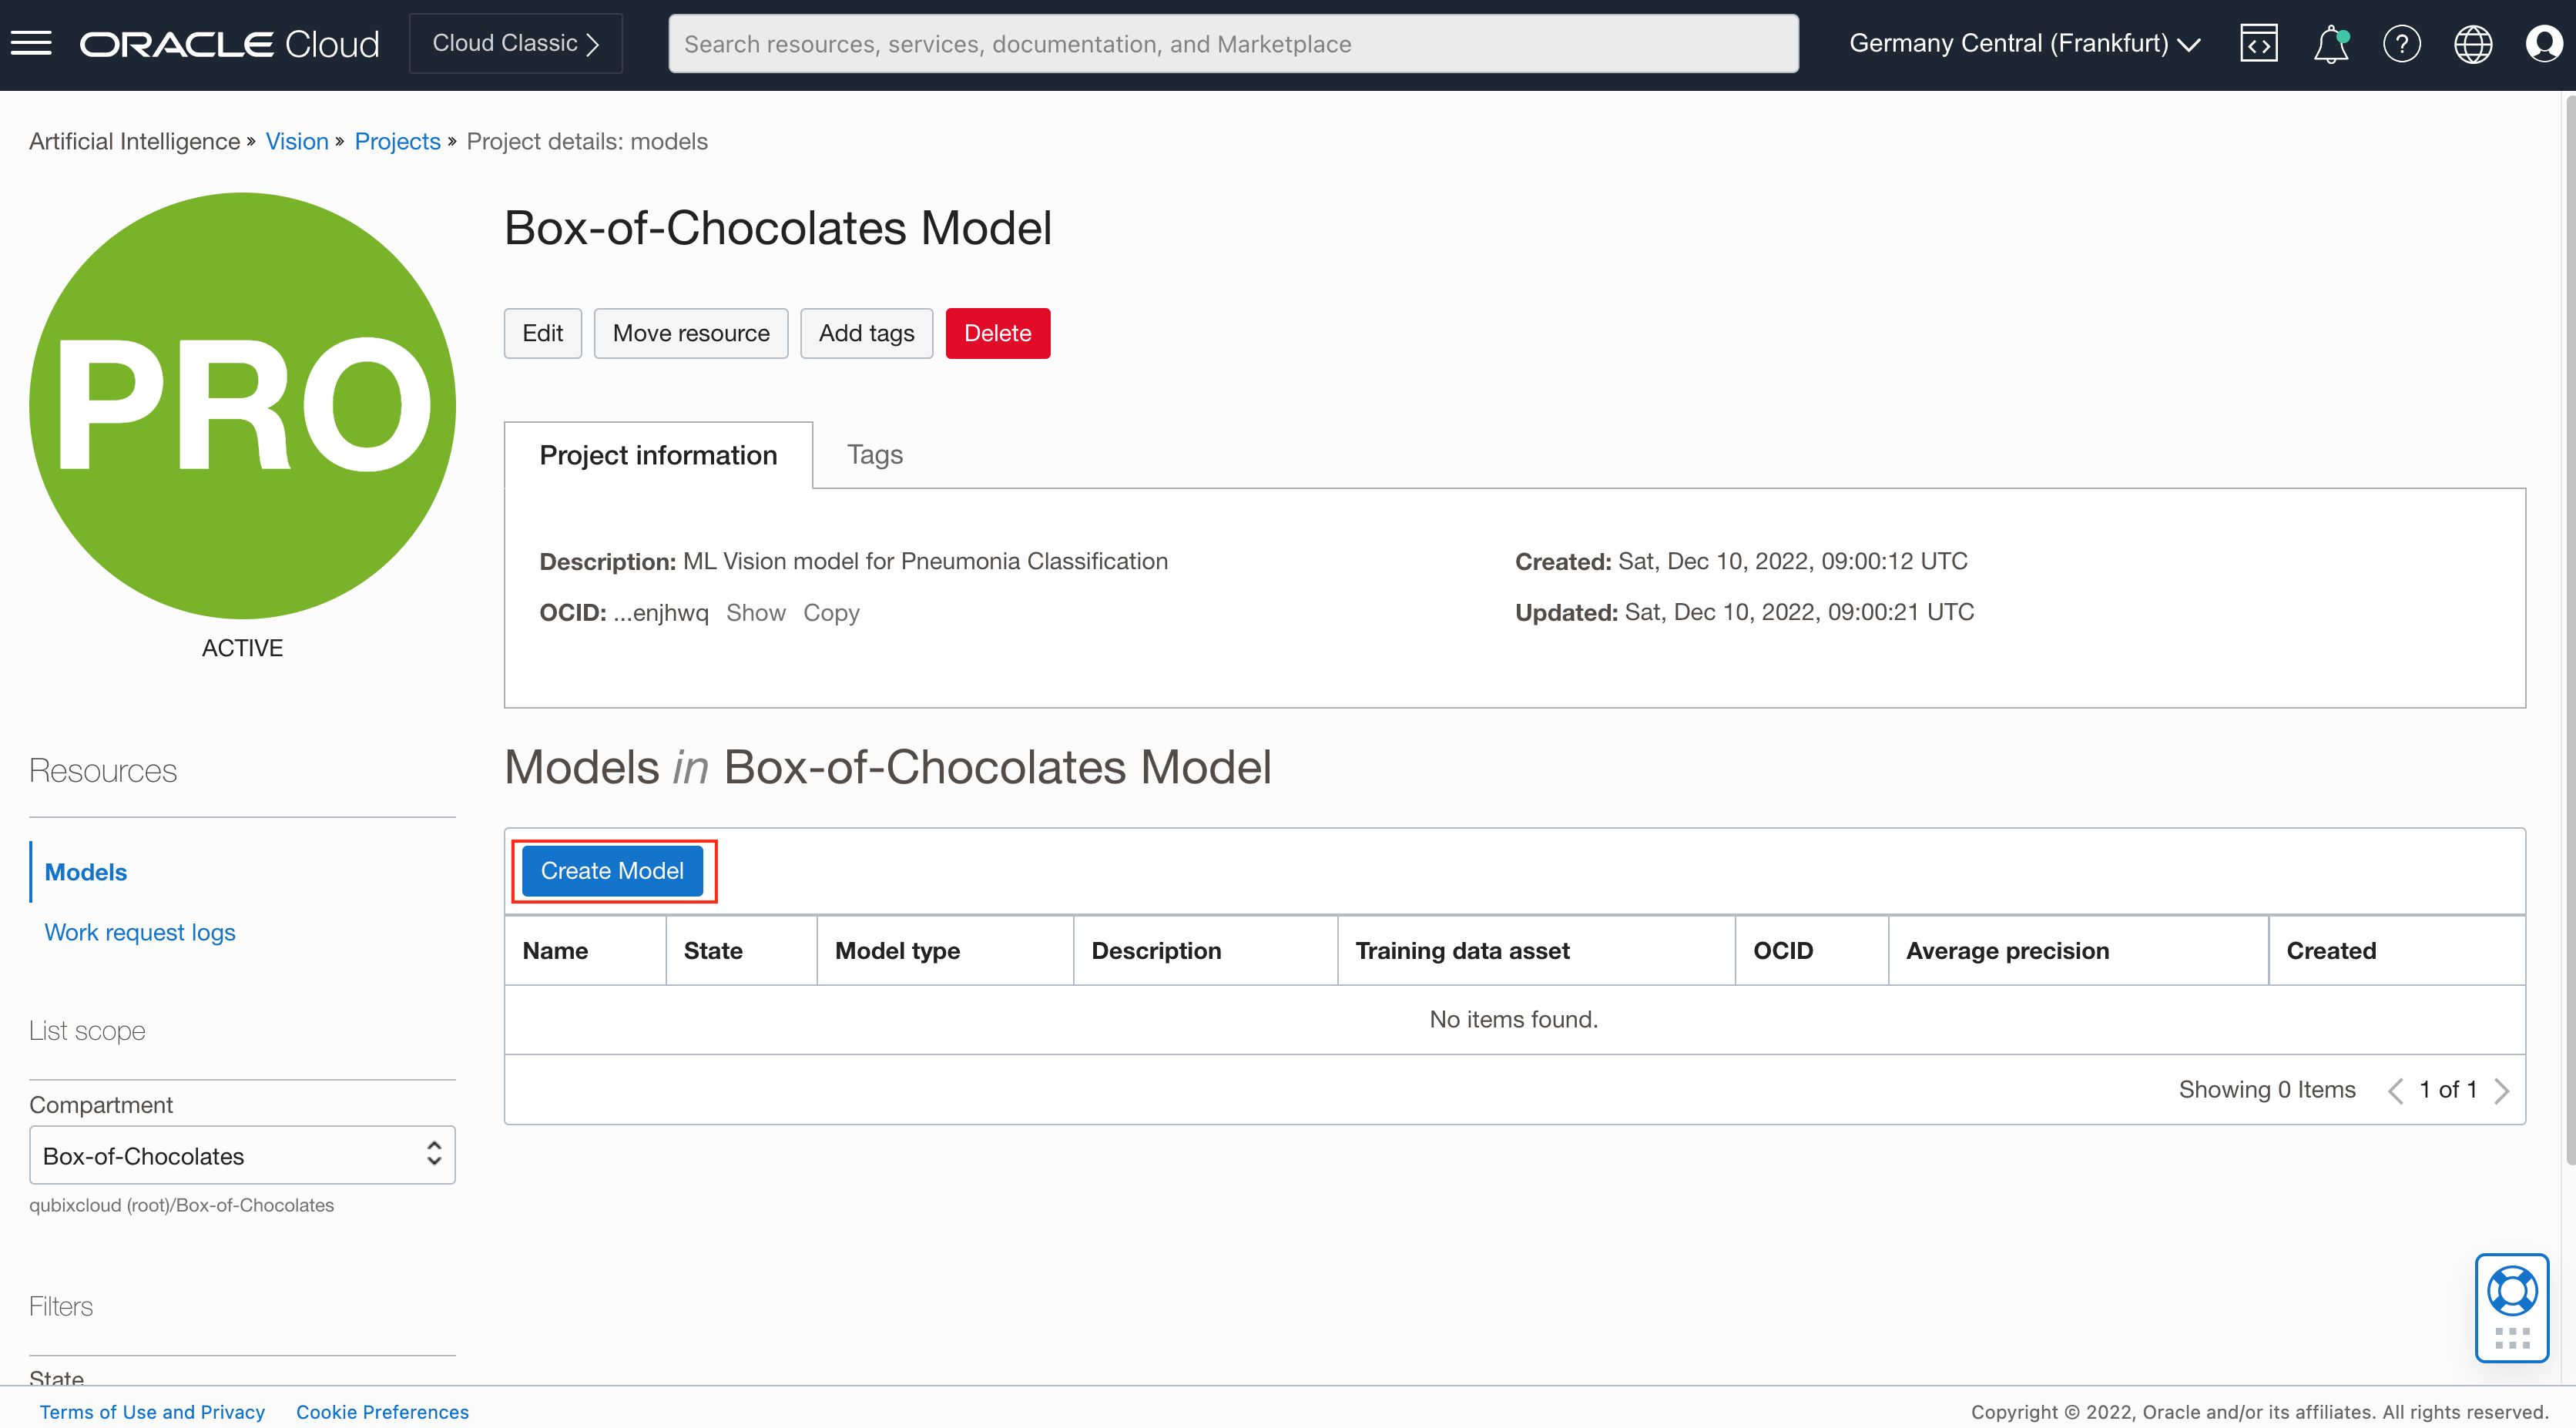 ORACLE Cloud
Cloud Classic
Search resources, services, documentation, and Marketplace
Germany Central (Frankfurt)
Artificial Intelligence » Vision » Projects » Project details: models
PRO
ACTIVE
Box-of-Chocolates Model
Edit Move resource Add tags Delete
Project information Tags
Description: ML Vision model for Pneumonia Classification
OCID: ...enjhwq Show Copy
Created: Sat, Dec 10, 2022, 09:00:12 UTC
Updated: Sat, Dec 10, 2022, 09:00:21 UTC
Resources
Models
Work request logs
List scope
Compartment
Box-of-Chocolates
qubixcloud (root)/Box-of-Chocolates
Filters
State
Models in Box-of-Chocolates Model
Create Model
Name State Model type Description Training data asset OCID Average precision Created
No items found.
Showing 0 Items 1 of 1
Terms of Use and Privacy Cookie Preferences
Copyright © 2022, Oracle and/or its affiliates. All rights reserved.